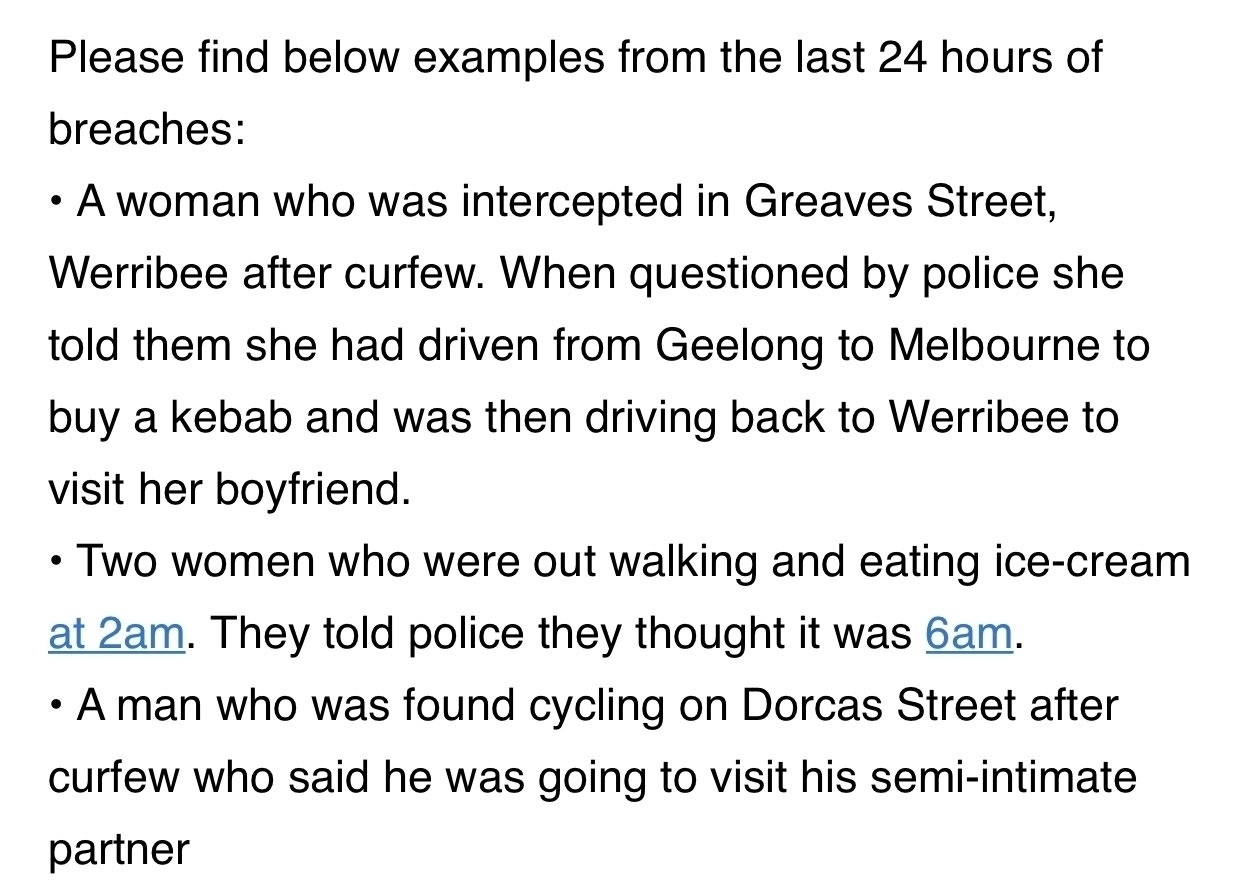 Please find below examples from the last 24 hours of
breaches:
• A woman who was intercepted in Greaves Street,
Werribee after curfew. When questioned by police she
told them she had driven from Geelong to Melbourne to
buy a kebab and was then driving back to Werribee to
visit her boyfriend.
• Two women who were out walking and eating ice-cream
at 2am. They told police they thought it was 6am.
• A man who was found cycling on Dorcas Street after
curfew who said he was going to visit his semi-intimate
partner